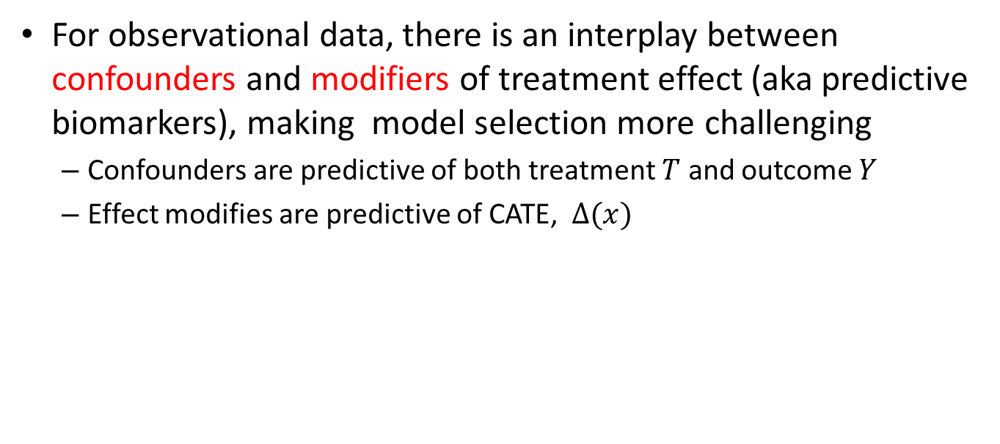 • For observational data, there is an interplay between
confounders and modifiers of treatment effect (aka predictive
biomarkers), making  model selection more challenging
– Confounders are predictive of both treatment 𝑇 and outcome 𝑌
– Effect modifies are predictive of CATE,  Δ(𝑥)